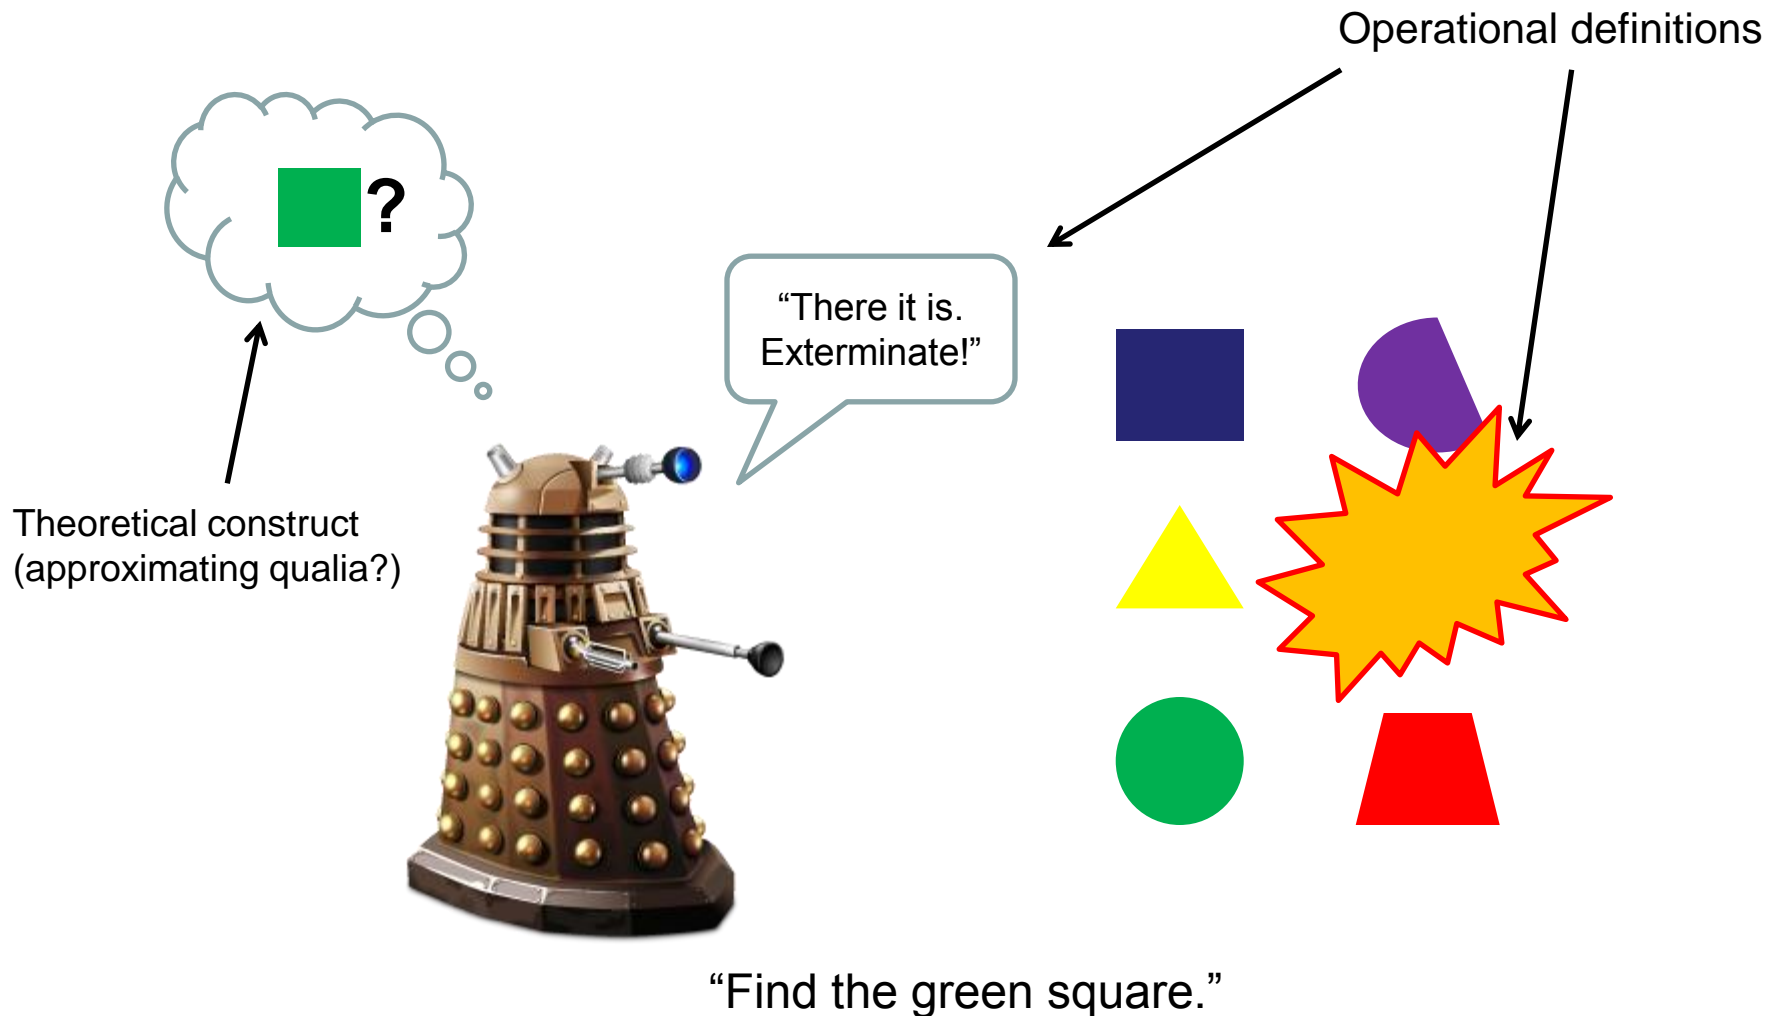 Operational definitions
?
“There it is.
Exterminate!”
Theoretical construct
(approximating qualia?)
“Find the green square.”